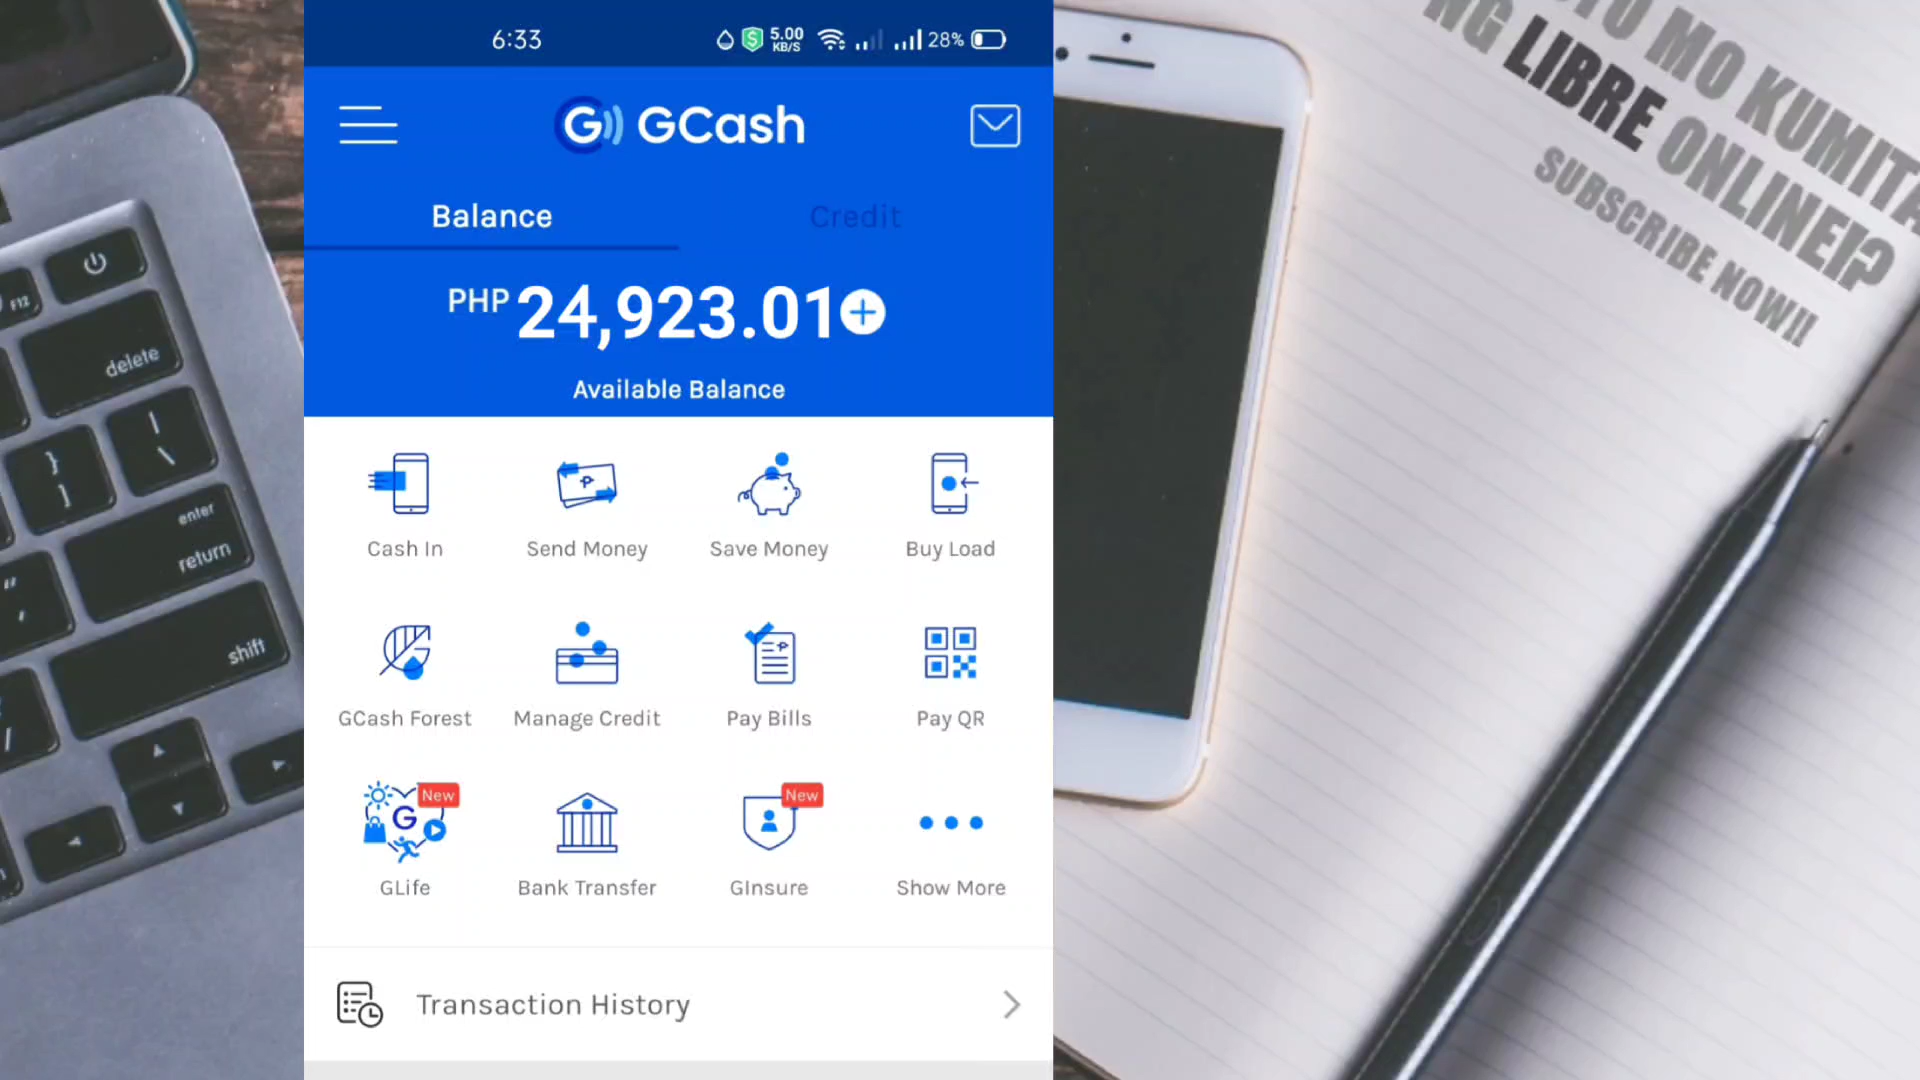 6:33
5.00
KB/S
28%
GCash
Balance
Credit
PHP 24,923.01
Available Balance
Cash In
Send Money
Save Money
Buy Load
GCash Forest
Manage Credit
Pay Bills
Pay QR
New
New
GLife
Bank Transfer
GInsure
Show More
Transaction History
MO KUMITA
NG LIBRE ONLINE!?
SUBSCRIBE NOW!!
F12
delete
enter
return
shift